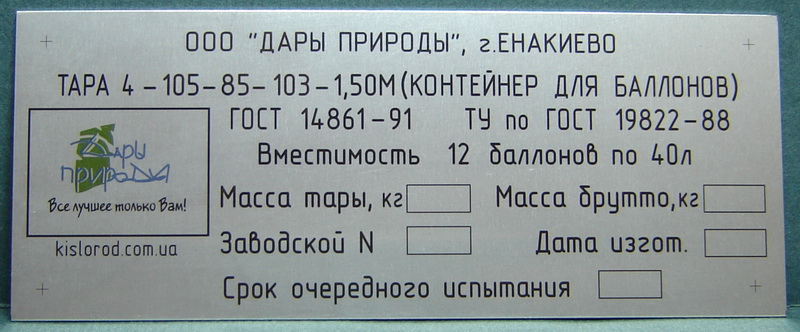 ООО "ДАРЫ ПРИРОДЫ", г.ЕНАКИЕВО
ТАРА 4-105-85-103-1,50М(КОНТЕЙНЕР ДЛЯ БАЛЛОНОВ)
ГОСТ 14861-91 ТУ по ГОСТ 19822-88
Вместимость 12 баллонов по 40л
Дары
природы
Все лучшее только Вам!
kislorod.com.ua
Масса тары, кг Масса брутто,кг
Заводской N Дата изгот.
Срок очередного испытания